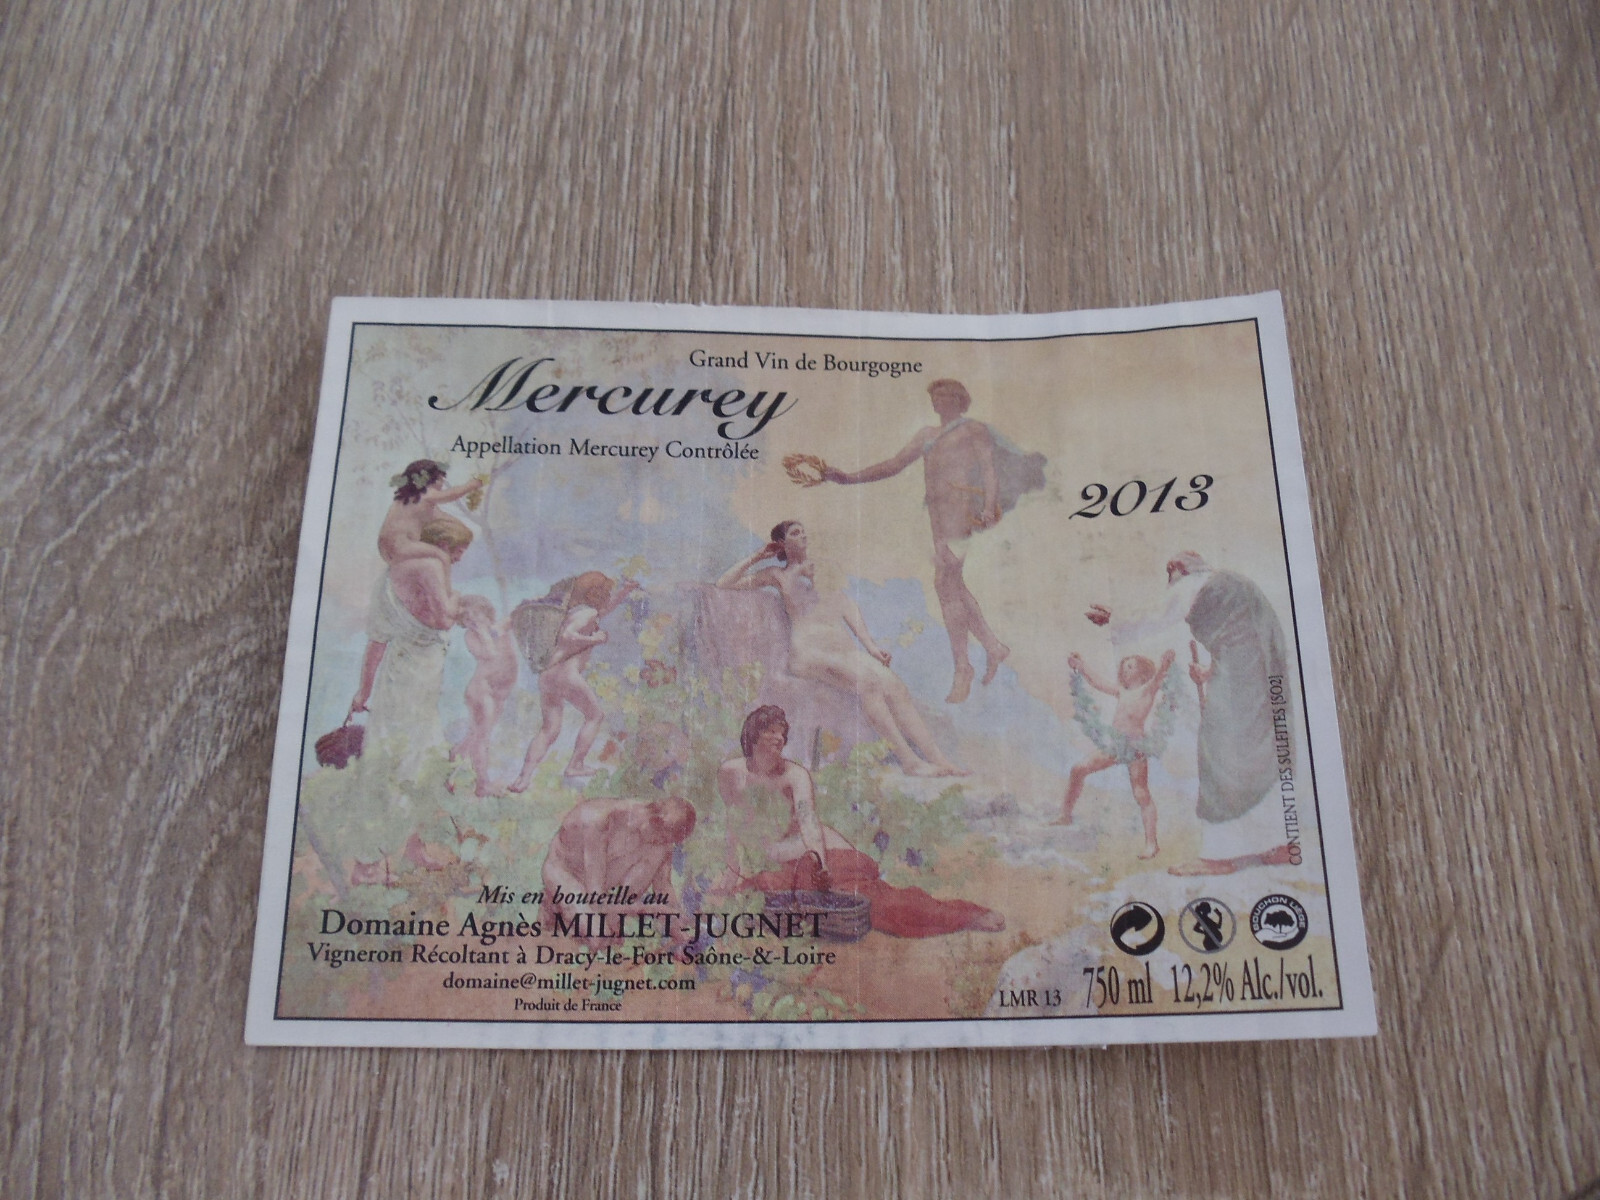 Grand Vin de Bourgogne
Mercurey
Appellation Mercurey Contrôlée
2013
CONTIENT DES SULFITES [SO2]
Mis en bouteille au
Domaine Agnès MILLET-JUGNET
Vigneron Récoltant à Dracy-le-Fort Saône-&-Loire
domaine@millet-jugnet.com
Produit de France
BOUCHON LIÈGE
LMR 13 750 ml 12,2% Alc./vol.